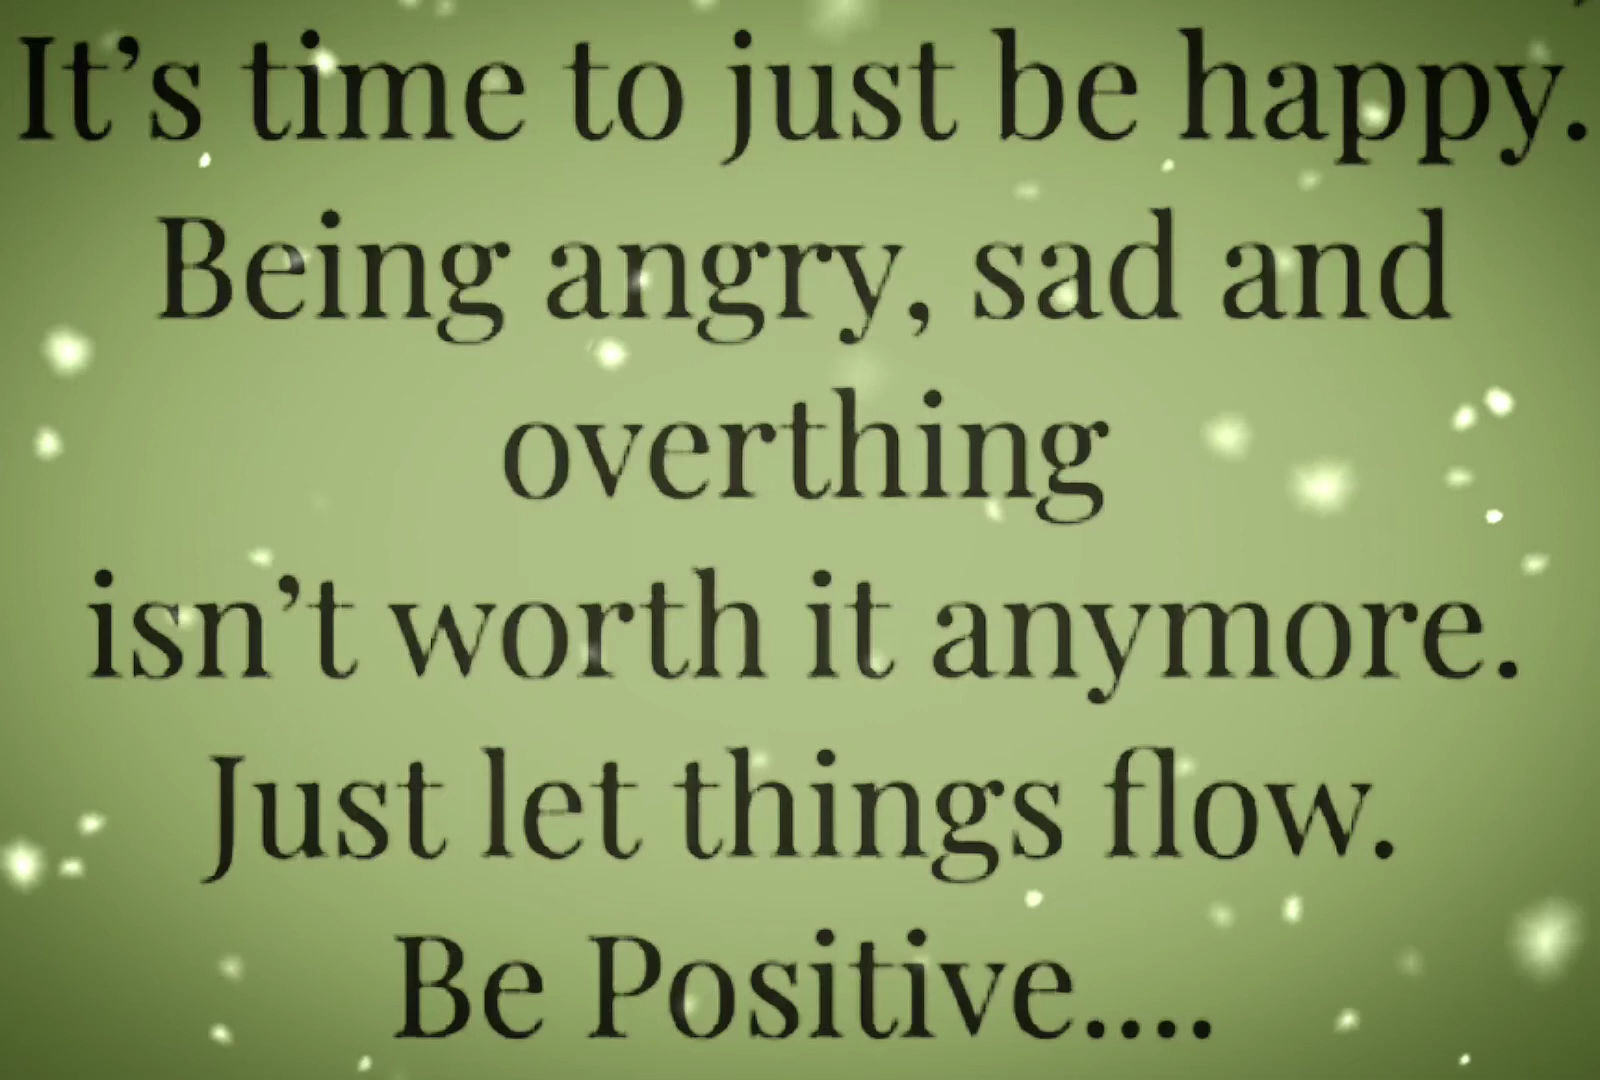 It’s time to just be happy.
Being angry, sad and
overthing
isn’t worth it anymore.
Just let things flow.
Be Positive....